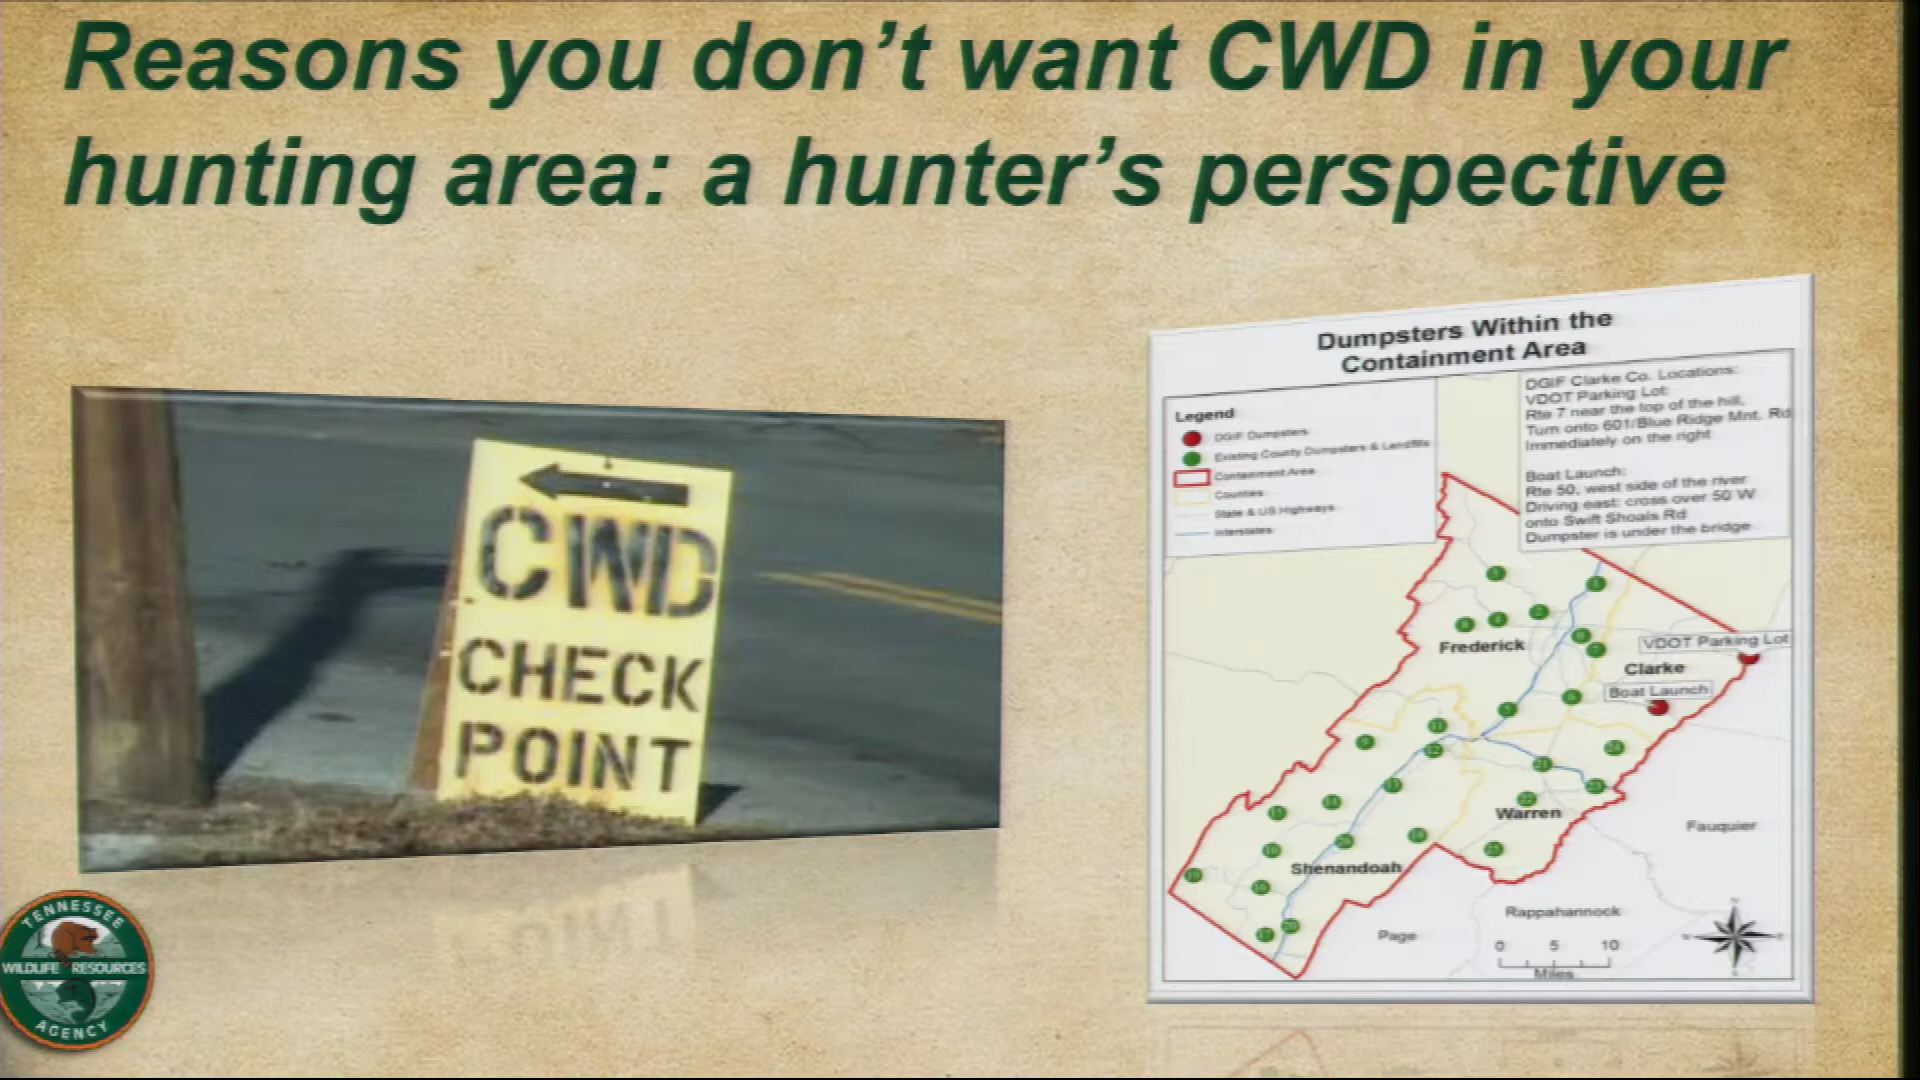 Reasons you don't want CWD in your
hunting area: a hunter's perspective
CWD
CHECK
POINT
Dumpsters Within the
Containment Area
Legend
DGIF Dumpsters
Existing County Dumpsters & Landfills
Containment Area
Counties
State & US Highways
Interstates
DGIF Clarke Co. Locations:
VDOT Parking Lot:
Rte 7 near the top of the hill,
Turn onto 601/Blue Ridge Mnt. Rd
Immediately on the right
Boat Launch:
Rte 50, west side of the river
Driving east: cross over 50 W
onto Swift Shoals Rd
Dumpster is under the bridge
Frederick
VDOT Parking Lot
Clarke
Boat Launch
Warren
Fauquier
Shenandoah
Rappahannock
Page
0 5 10
Miles
TENNESSEE
WILDLIFE RESOURCES
AGENCY